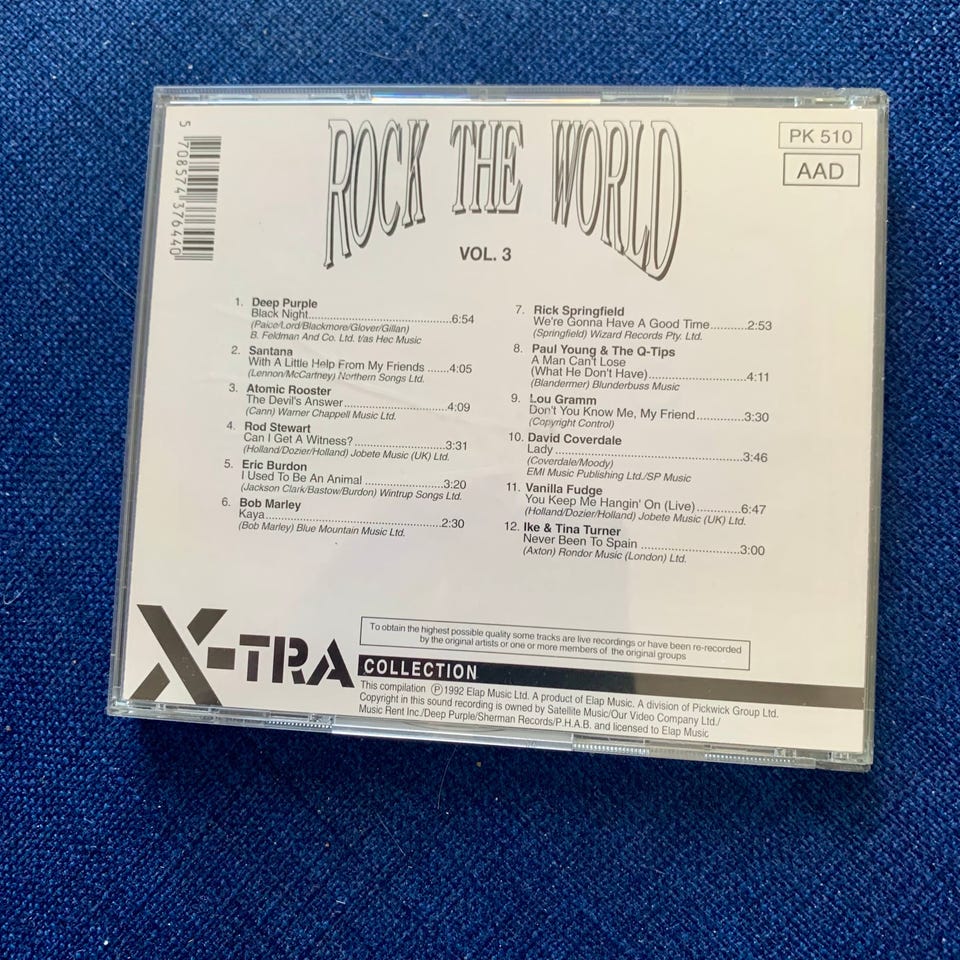 5 708574 376440
ROCK THE WORLD
VOL. 3
PK 510
AAD
1. Deep Purple
Black Night..........................................6:54
(Paice/Lord/Blackmore/Glover/Gillan)
B. Feldman And Co. Ltd. t/as Hec Music
2. Santana
With A Little Help From My Friends ......4:05
(Lennon/McCartney) Northern Songs Ltd.
3. Atomic Rooster
The Devil's Answer..............................4:09
(Cann) Warner Chappell Music Ltd.
4. Rod Stewart
Can I Get A Witness?..........................3:31
(Holland/Dozier/Holland) Jobete Music (UK) Ltd.
5. Eric Burdon
I Used To Be An Animal .......................3:20
(Jackson Clark/Bastow/Burdon) Wintrup Songs Ltd.
6. Bob Marley
Kaya....................................................2:30
(Bob Marley) Blue Mountain Music Ltd.
7. Rick Springfield
We're Gonna Have A Good Time...........2:53
(Springfield) Wizard Records Pty. Ltd.
8. Paul Young & The Q-Tips
A Man Can't Lose
(What He Don't Have)............................4:11
(Blandermer) Blunderbuss Music
9. Lou Gramm
Don't You Know Me, My Friend..............3:30
(Copyright Control)
10. David Coverdale
Lady......................................................3:46
(Coverdale/Moody)
EMI Music Publishing Ltd./SP Music
11. Vanilla Fudge
You Keep Me Hangin' On (Live).............6:47
(Holland/Dozier/Holland) Jobete Music (UK) Ltd.
12. Ike & Tina Turner
Never Been To Spain ............................3:00
(Axton) Rondor Music (London) Ltd.
To obtain the highest possible quality some tracks are live recordings or have been re-recorded
by the original artists or one or more members of the original groups
X-TRA
COLLECTION
This compilation Ⓟ1992 Elap Music Ltd. A product of Elap Music. A division of Pickwick Group Ltd.
Copyright in this sound recording is owned by Satellite Music/Our Video Company Ltd./
Music Rent Inc./Deep Purple/Sherman Records/P.H.A.B. and licensed to Elap Music